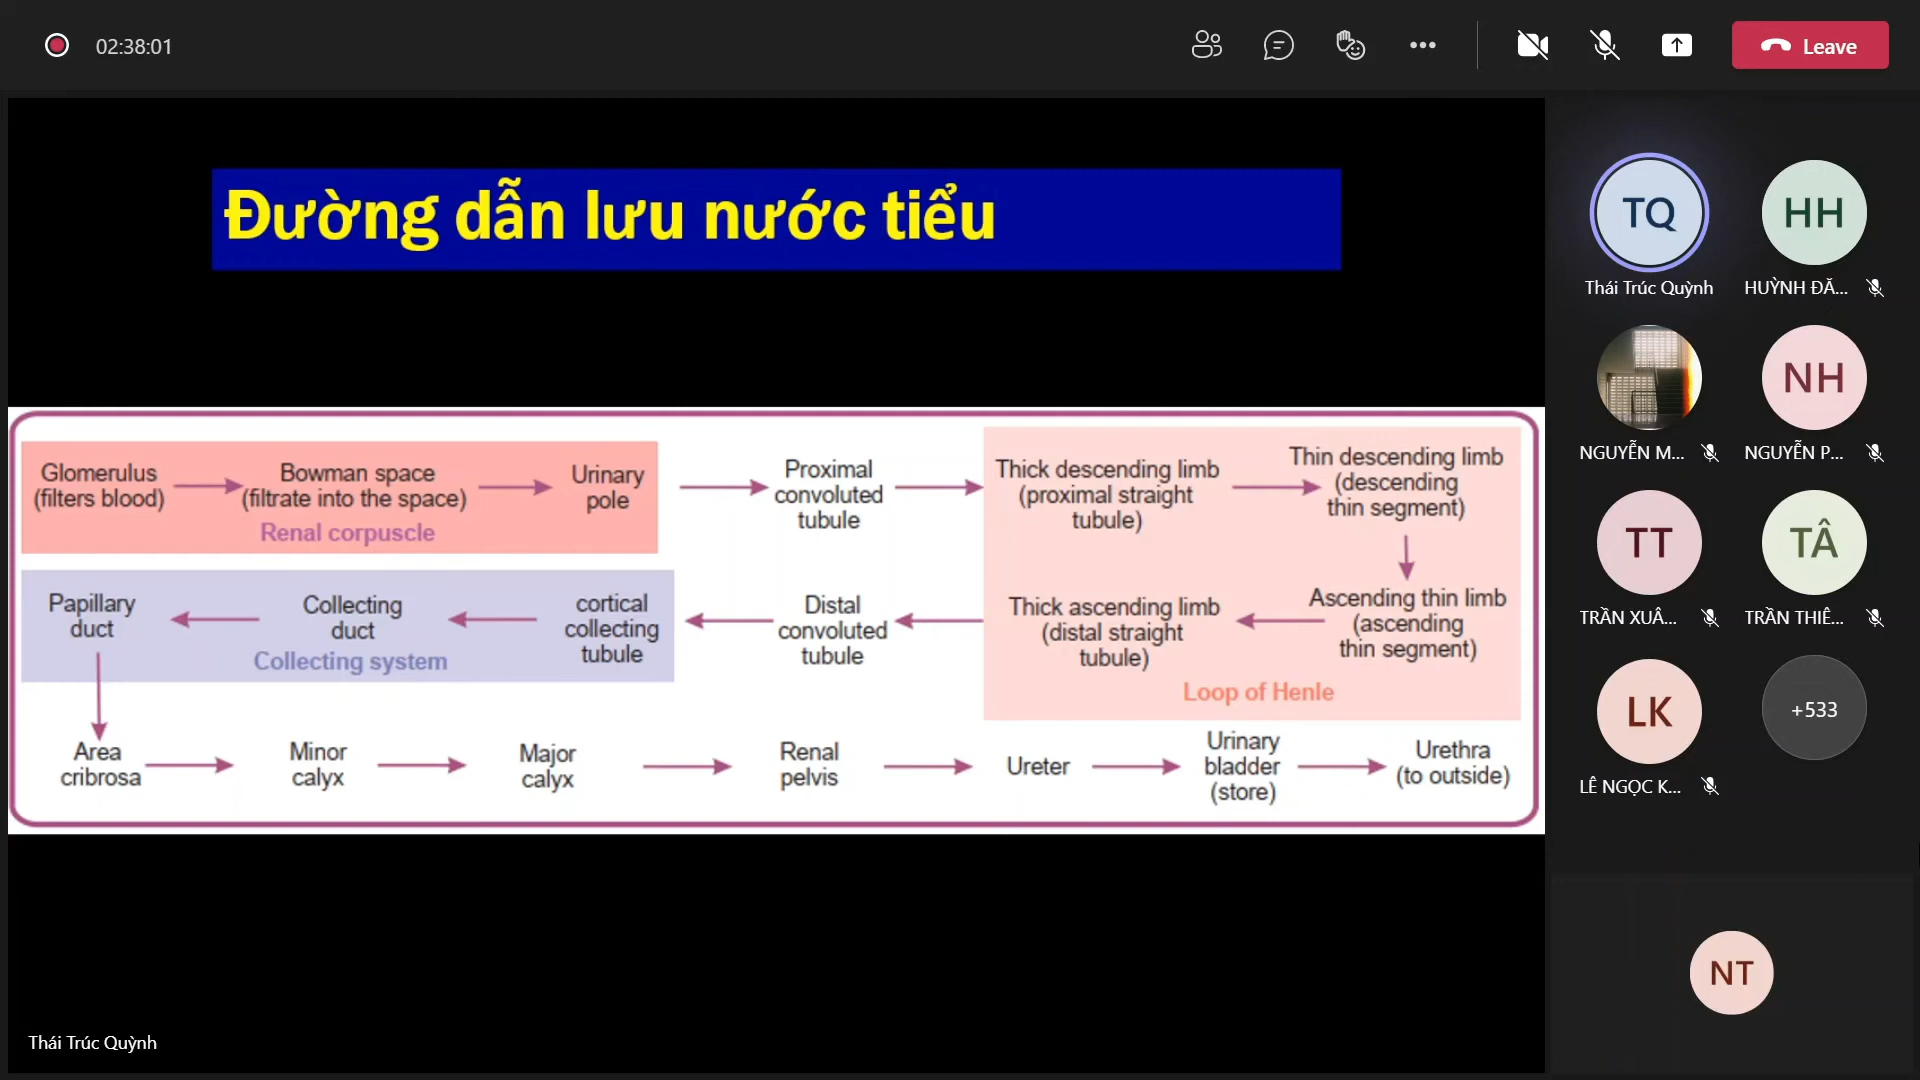 02:38:01
Leave
Đường dẫn lưu nước tiểu
Glomerulus
(filters blood)
Bowman space
(filtrate into the space)
Urinary
pole
Renal corpuscle
Proximal
convoluted
tubule
Thick descending limb
(proximal straight
tubule)
Thin descending limb
(descending
thin segment)
Papillary
duct
Collecting
duct
cortical
collecting
tubule
Collecting system
Distal
convoluted
tubule
Thick ascending limb
(distal straight
tubule)
Ascending thin limb
(ascending
thin segment)
Loop of Henle
Area
cribrosa
Minor
calyx
Major
calyx
Renal
pelvis
Ureter
Urinary
bladder
(store)
Urethra
(to outside)
Thái Trúc Quỳnh
TQ
HH
Thái Trúc Quỳnh
HUỲNH ĐĂ...
NH
NGUYỄN M...
NGUYỄN P...
TT
TÂ
TRẦN XUÂ...
TRẦN THIÊ...
LK
+533
LÊ NGỌC K...
NT